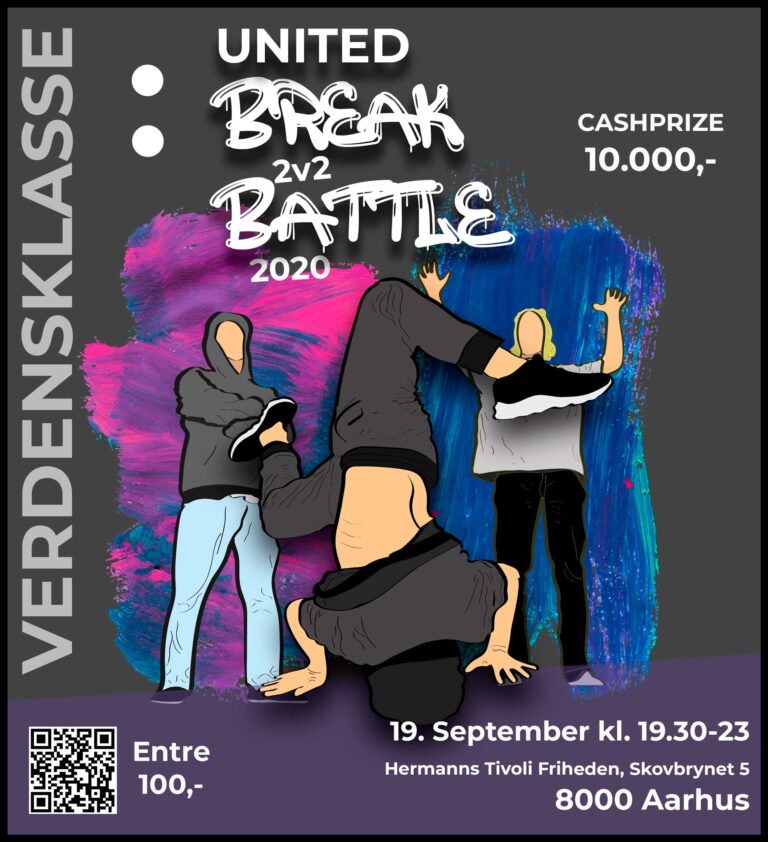 VERDENSKLASSE :
UNITED
BREAK
2v2
BATTLE
2020
CASHPRIZE
10.000,-
Entre
100,-
19. September kl. 19.30-23
Hermanns Tivoli Friheden, Skovbrynet 5
8000 Aarhus